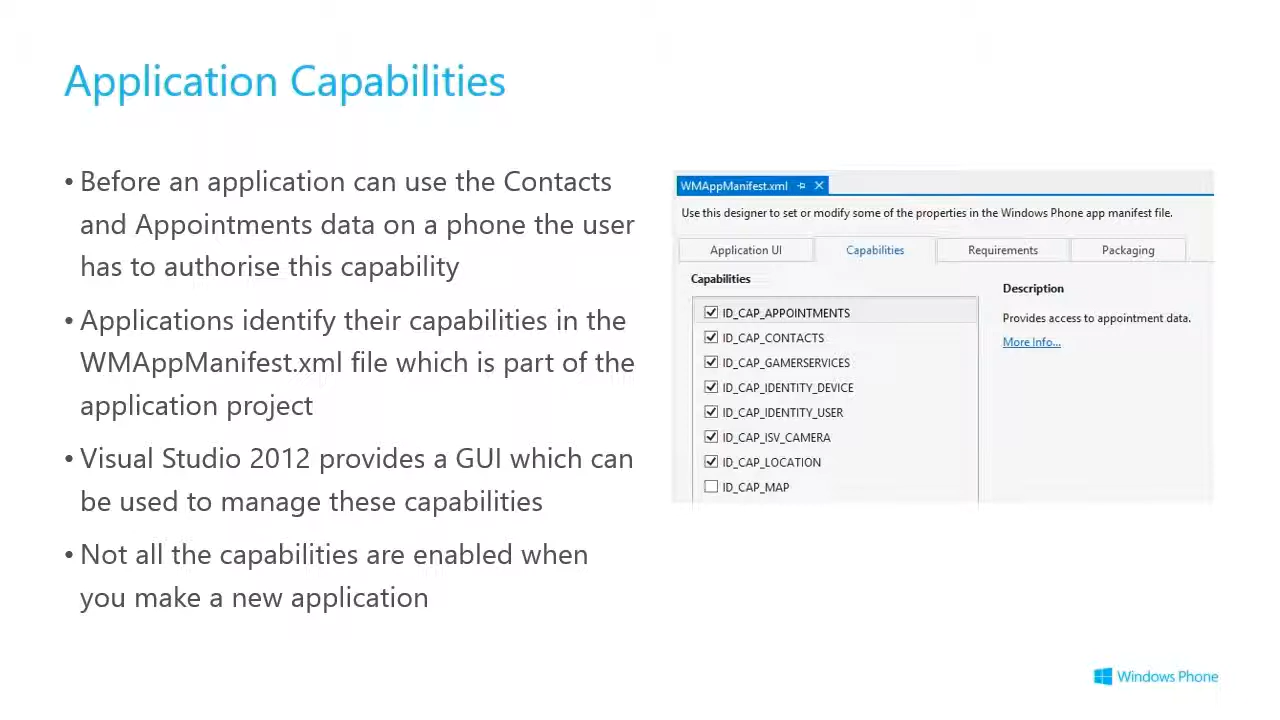 Application Capabilities
• Before an application can use the Contacts
and Appointments data on a phone the user
has to authorise this capability
• Applications identify their capabilities in the
WMAppManifest.xml file which is part of the
application project
• Visual Studio 2012 provides a GUI which can
be used to manage these capabilities
• Not all the capabilities are enabled when
you make a new application
WMAppManifest.xml
Use this designer to set or modify some of the properties in the Windows Phone app manifest file.
Application UI Capabilities Requirements Packaging
Capabilities
ID_CAP_APPOINTMENTS
ID_CAP_CONTACTS
ID_CAP_GAMERSERVICES
ID_CAP_IDENTITY_DEVICE
ID_CAP_IDENTITY_USER
ID_CAP_ISV_CAMERA
ID_CAP_LOCATION
ID_CAP_MAP
Description
Provides access to appointment data.
More Info...
Windows Phone